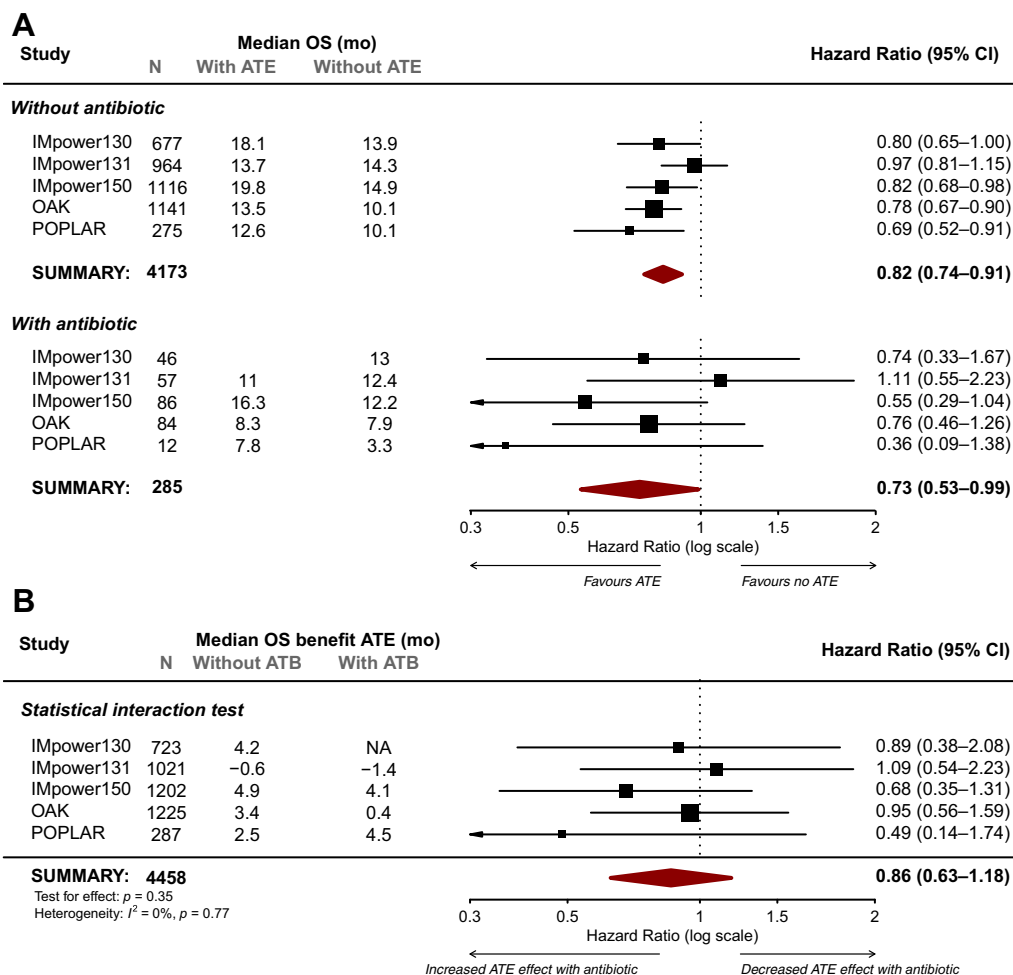 A
Study Median OS (mo) Hazard Ratio (95% CI)
N With ATE Without ATE
Without antibiotic
IMpower130 677 18.1 13.9 0.80 (0.65–1.00)
IMpower131 964 13.7 14.3 0.97 (0.81–1.15)
IMpower150 1116 19.8 14.9 0.82 (0.68–0.98)
OAK 1141 13.5 10.1 0.78 (0.67–0.90)
POPLAR 275 12.6 10.1 0.69 (0.52–0.91)
SUMMARY: 4173 0.82 (0.74–0.91)
With antibiotic
IMpower130 46 13 0.74 (0.33–1.67)
IMpower131 57 11 12.4 1.11 (0.55–2.23)
IMpower150 86 16.3 12.2 0.55 (0.29–1.04)
OAK 84 8.3 7.9 0.76 (0.46–1.26)
POPLAR 12 7.8 3.3 0.36 (0.09–1.38)
SUMMARY: 285 0.73 (0.53–0.99)
0.3 0.5 1 1.5 2
Hazard Ratio (log scale)
Favours ATE Favours no ATE
B
Study Median OS benefit ATE (mo) Hazard Ratio (95% CI)
N Without ATB With ATB
Statistical interaction test
IMpower130 723 4.2 NA 0.89 (0.38–2.08)
IMpower131 1021 −0.6 −1.4 1.09 (0.54–2.23)
IMpower150 1202 4.9 4.1 0.68 (0.35–1.31)
OAK 1225 3.4 0.4 0.95 (0.56–1.59)
POPLAR 287 2.5 4.5 0.49 (0.14–1.74)
SUMMARY: 4458 0.86 (0.63–1.18)
Test for effect: p = 0.35
Heterogeneity: I² = 0%, p = 0.77
0.3 0.5 1 1.5 2
Hazard Ratio (log scale)
Increased ATE effect with antibiotic Decreased ATE effect with antibiotic